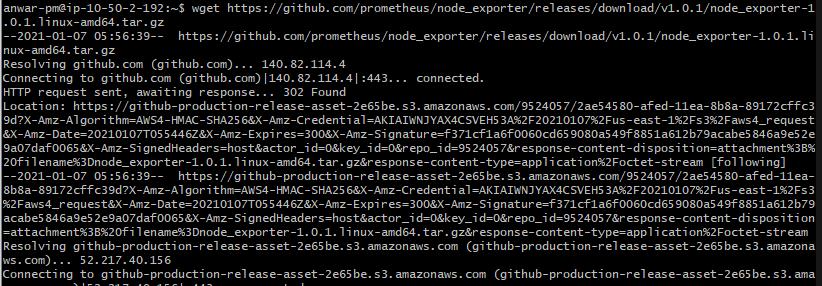 anwar-pm@ip-10-50-2-192:~$ wget https://github.com/prometheus/node_exporter/releases/download/v1.0.1/node_exporter-1
.0.1.linux-amd64.tar.gz
--2021-01-07 05:56:39--  https://github.com/prometheus/node_exporter/releases/download/v1.0.1/node_exporter-1.0.1.li
nux-amd64.tar.gz
Resolving github.com (github.com)... 140.82.114.4
Connecting to github.com (github.com)|140.82.114.4|:443... connected.
HTTP request sent, awaiting response... 302 Found
Location: https://github-production-release-asset-2e65be.s3.amazonaws.com/9524057/2ae54580-afed-11ea-8b8a-89172cffc3
9d?X-Amz-Algorithm=AWS4-HMAC-SHA256&X-Amz-Credential=AKIAIWNJYAX4CSVEH53A%2F20210107%2Fus-east-1%2Fs3%2Faws4_request
&X-Amz-Date=20210107T055446Z&X-Amz-Expires=300&X-Amz-Signature=f371cf1a6f0060cd659080a549f8851a612b79acabe5846a9e52e
9a07daf0065&X-Amz-SignedHeaders=host&actor_id=0&key_id=0&repo_id=9524057&response-content-disposition=attachment%3B%
20filename%3Dnode_exporter-1.0.1.linux-amd64.tar.gz&response-content-type=application%2Foctet-stream [following]
--2021-01-07 05:56:39--  https://github-production-release-asset-2e65be.s3.amazonaws.com/9524057/2ae54580-afed-11ea-
8b8a-89172cffc39d?X-Amz-Algorithm=AWS4-HMAC-SHA256&X-Amz-Credential=AKIAIWNJYAX4CSVEH53A%2F20210107%2Fus-east-1%2Fs3
%2Faws4_request&X-Amz-Date=20210107T055446Z&X-Amz-Expires=300&X-Amz-Signature=f371cf1a6f0060cd659080a549f8851a612b79
acabe5846a9e52e9a07daf0065&X-Amz-SignedHeaders=host&actor_id=0&key_id=0&repo_id=9524057&response-content-disposition
=attachment%3B%20filename%3Dnode_exporter-1.0.1.linux-amd64.tar.gz&response-content-type=application%2Foctet-stream
Resolving github-production-release-asset-2e65be.s3.amazonaws.com (github-production-release-asset-2e65be.s3.amazona
ws.com)... 52.217.40.156
Connecting to github-production-release-asset-2e65be.s3.amazonaws.com (github-production-release-asset-2e65be.s3.ama